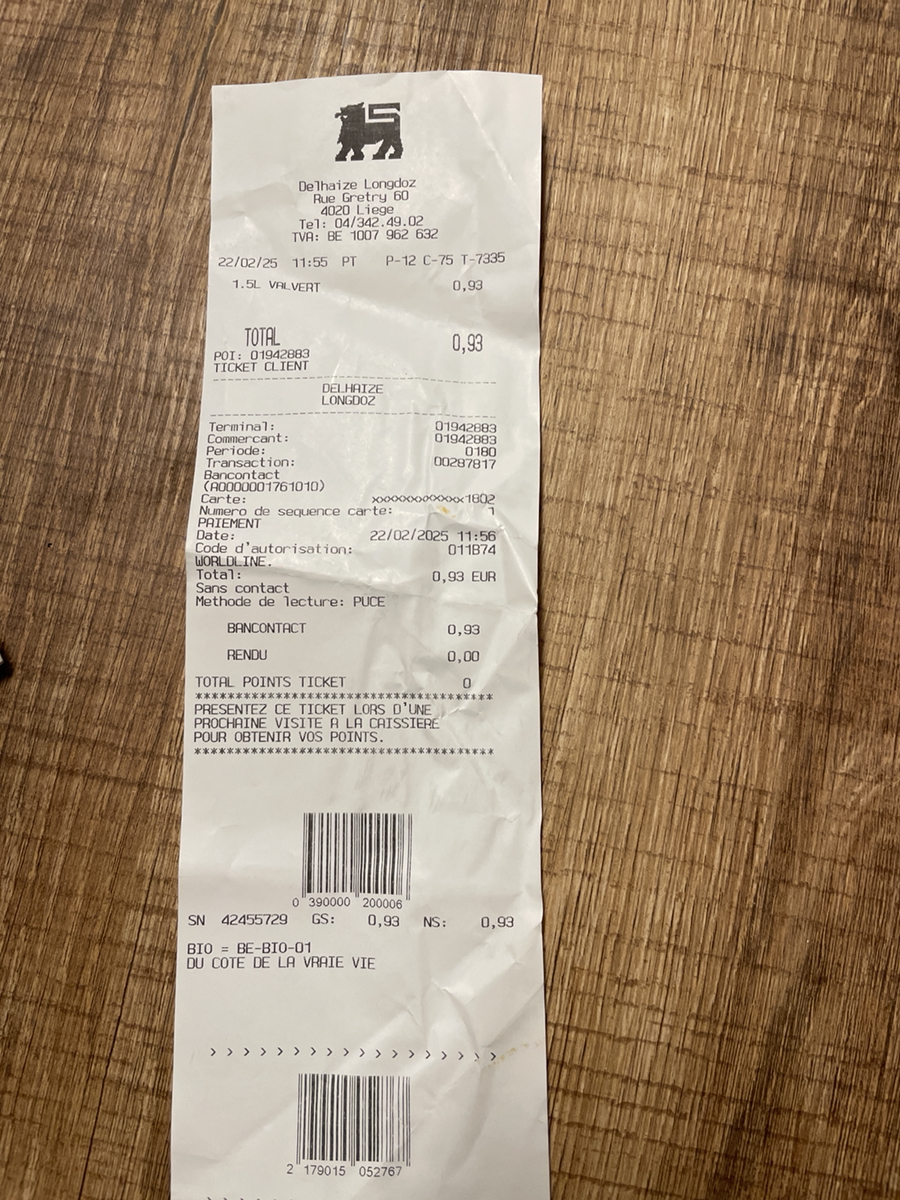 Delhaize Longdoz
Rue Gretry 60
4020 Liege
Tel: 04/342.49.02
TVA: BE 1007 962 632
22/02/25 11:55 PT P-12 C-75 T-7335
1.5L VALVERT 0,93
TOTAL 0,93
POI: 01942883
TICKET CLIENT
DELHAIZE
LONGDOZ
Terminal: 01942883
Commercant: 01942883
Periode: 0180
Transaction: 00287817
Bancontact
(A0000001761010)
Carte: xxxxxxxxxxxxx1802
Numero de sequence carte: 1
PAIEMENT
Date: 22/02/2025 11:56
Code d'autorisation: 011B74
WORLDLINE.
Total: 0,93 EUR
Sans contact
Methode de lecture: PUCE
BANCONTACT 0,93
RENDU 0,00
TOTAL POINTS TICKET 0
*************************************
PRESENTEZ CE TICKET LORS D'UNE
PROCHAINE VISITE A LA CAISSIERE
POUR OBTENIR VOS POINTS.
*************************************
0 390000 200006
SN 42455729 GS: 0,93 NS: 0,93
BIO = BE-BIO-01
DU COTE DE LA VRAIE VIE
> > > > > > > > > > > > > > > > > >
2 179015 052767